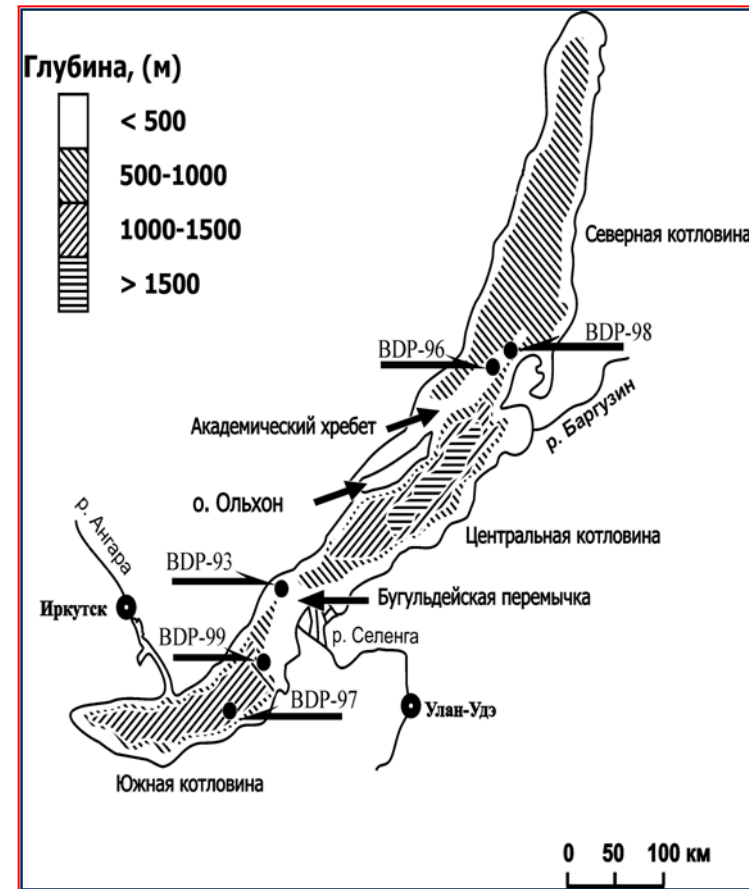 Глубина, (м)
< 500
500-1000
1000-1500
> 1500
Северная котловина
BDP-98
BDP-96
р. Баргузин
Академический хребет
о. Ольхон
Центральная котловина
р. Ангара
BDP-93
Иркутск
Бугульдейская перемычка
р. Селенга
BDP-99
BDP-97
Улан-Удэ
Южная котловина
0 50 100 км